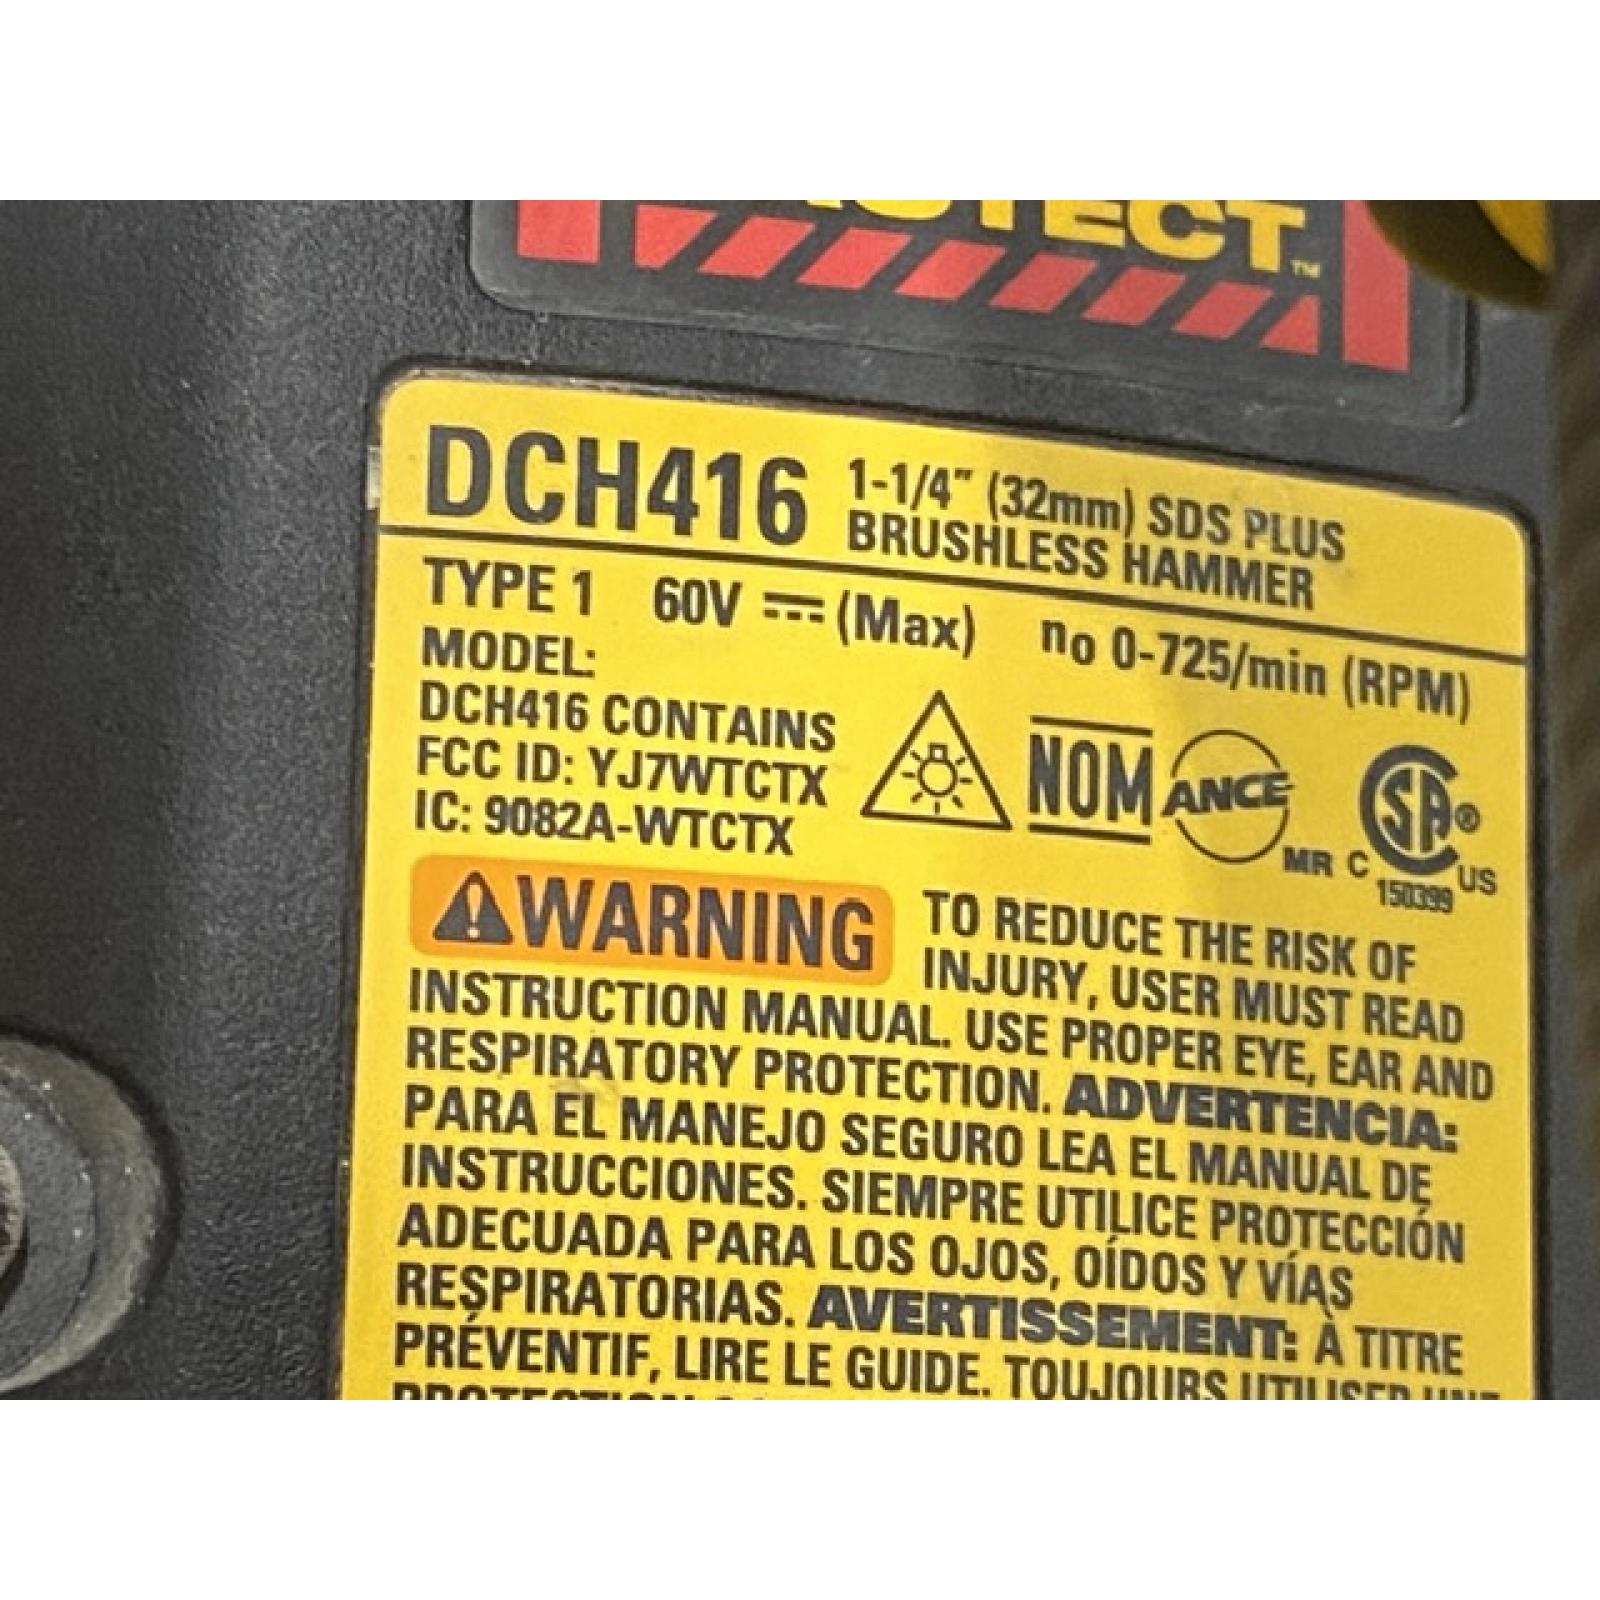 TECT™
DCH416 1-1/4" (32mm) SDS PLUS
BRUSHLESS HAMMER
TYPE 1 60V ⎓ (Max) no 0-725/min (RPM)
MODEL:
DCH416 CONTAINS
FCC ID: YJ7WTCTX
IC: 9082A-WTCTX
NOM ANCE MR C SA® US
150399
WARNING TO REDUCE THE RISK OF
INJURY, USER MUST READ
INSTRUCTION MANUAL. USE PROPER EYE, EAR AND
RESPIRATORY PROTECTION. ADVERTENCIA:
PARA EL MANEJO SEGURO LEA EL MANUAL DE
INSTRUCCIONES. SIEMPRE UTILICE PROTECCIÓN
ADECUADA PARA LOS OJOS, OÍDOS Y VÍAS
RESPIRATORIAS. AVERTISSEMENT: À TITRE
PRÉVENTIF, LIRE LE GUIDE. TOUJOURS UTILISER UNE